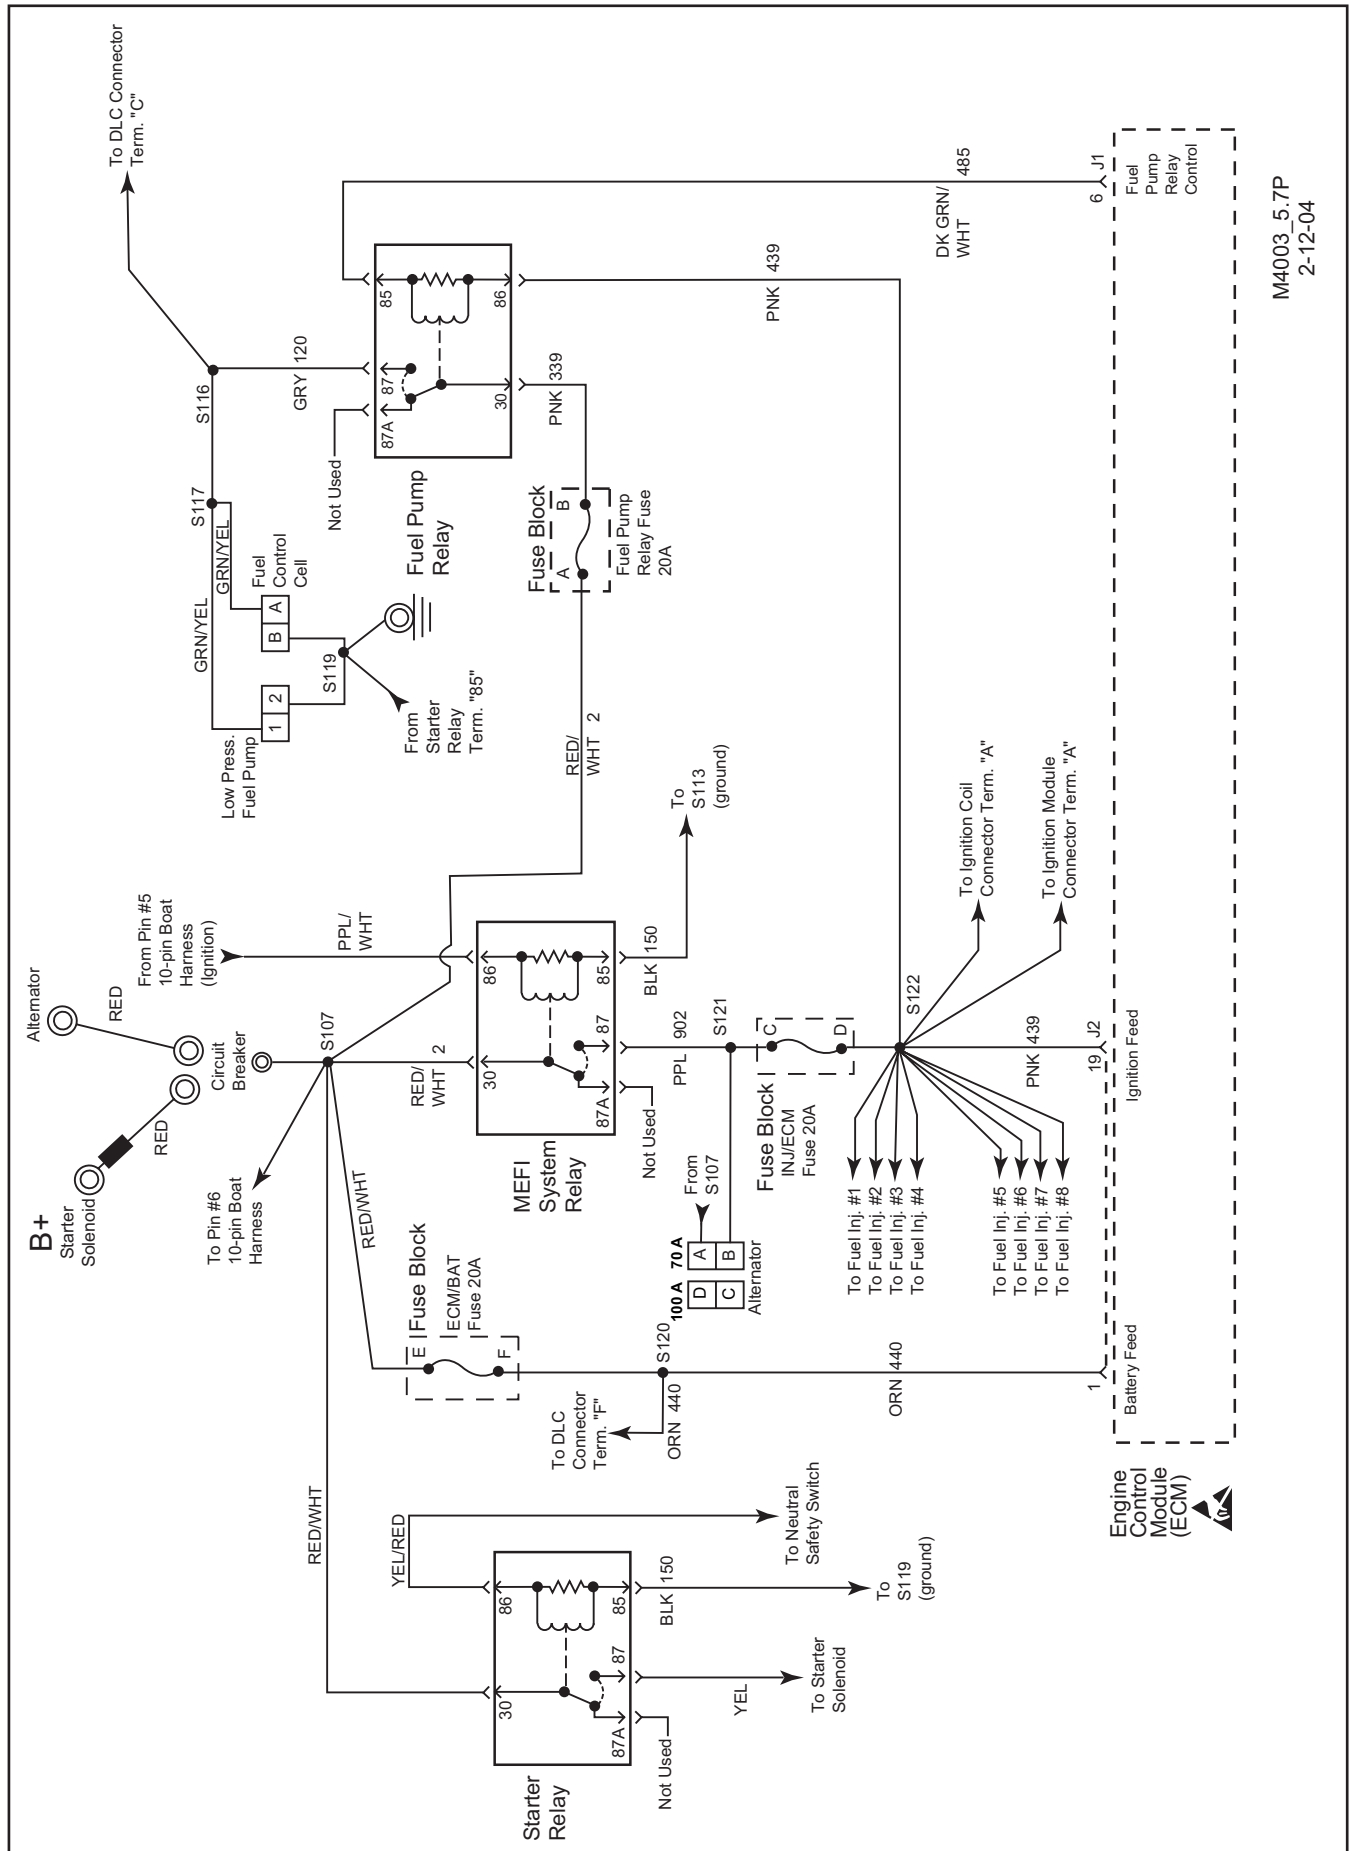 B+
Starter
Solenoid
RED
Alternator
RED
Circuit
Breaker
To Pin #6
10-pin Boat
Harness
S107
From Pin #5
10-pin Boat
Harness
(Ignition)
PPL/
WHT
RED/
WHT 2
RED/WHT
RED/WHT
Low Press.
Fuel Pump
1 2
GRN/YEL
GRN/YEL
B A
Fuel
Control
Cell
S119
From
Starter
Relay
Term. "85"
S117
S116
To DLC Connector
Term. "C"
GRY 120
Not Used
87A
87
85
30
86
Fuel Pump
Relay
PNK 339
PNK 439
DK GRN/
WHT
485
Fuse Block
A
B
Fuel Pump
Relay Fuse
20A
RED/
WHT 2
MEFI
System
Relay
30
86
87A
87
85
Not Used
PPL 902
BLK 150
To
S113
(ground)
S121
Fuse Block
INJ/ECM
Fuse 20A
C
D
From
S107
100 A 70 A
D A
C B
Alternator
Fuse Block
ECM/BAT
Fuse 20A
E
F
S120
To DLC
Connector
Term. "F"
ORN 440
ORN 440
Starter
Relay
30
86
87A
87
85
YEL/RED
To Neutral
Safety Switch
BLK 150
To
S119
(ground)
YEL
To Starter
Solenoid
Not Used
S122
To Fuel Inj. #1
To Fuel Inj. #2
To Fuel Inj. #3
To Fuel Inj. #4
To Fuel Inj. #5
To Fuel Inj. #6
To Fuel Inj. #7
To Fuel Inj. #8
To Ignition Coil
Connector Term. "A"
To Ignition Module
Connector Term. "A"
PNK 439
1
Battery Feed
19 J2
Ignition Feed
6 J1
Fuel
Pump
Relay
Control
Engine
Control
Module
(ECM)
M4003_5.7P
2-12-04